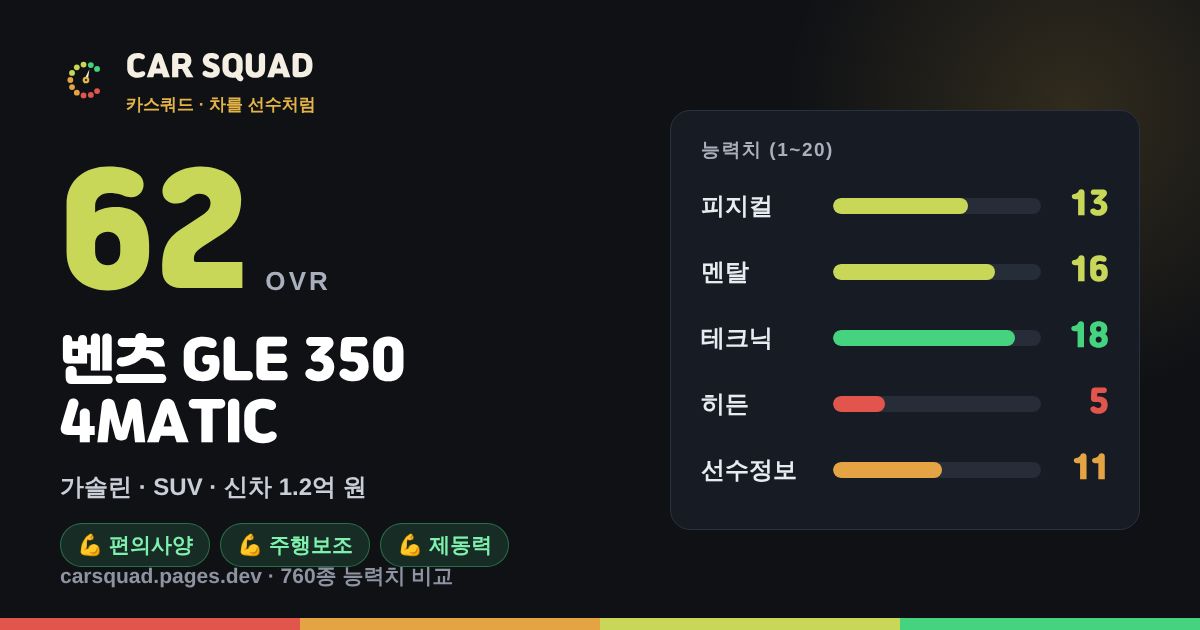 CAR SQUAD
카스쿼드 · 차를 선수처럼
62 OVR
벤츠 GLE 350
4MATIC
가솔린 · SUV · 신차 1.2억 원
💪 편의사양 💪 주행보조 💪 제동력
carsquad.pages.dev · 760종 능력치 비교
능력치 (1~20)
피지컬 13
멘탈 16
테크닉 18
히든 5
선수정보 11